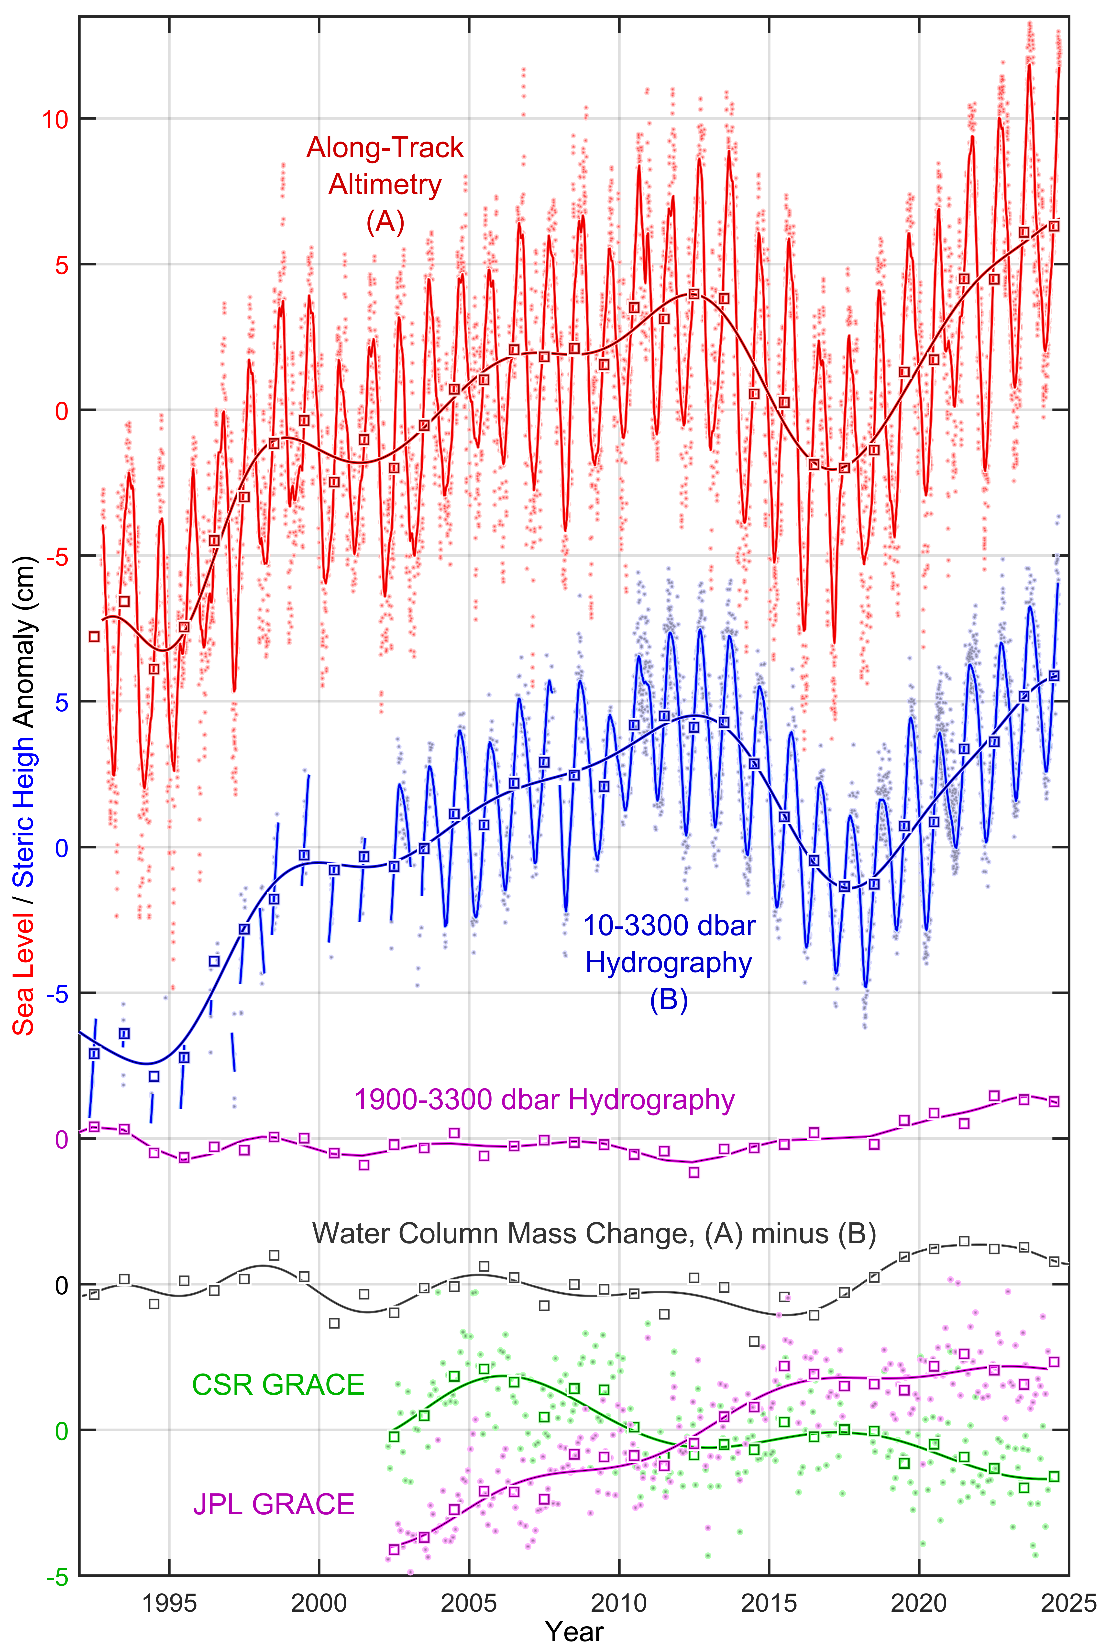 10
Along-Track
Altimetry
(A)
5
0
-5
5
0
10-3300 dbar
Hydrography
(B)
-5
1900-3300 dbar Hydrography
0
Water Column Mass Change, (A) minus (B)
0
CSR GRACE
0
JPL GRACE
-5
1995 2000 2005 2010 2015 2020 2025
Year
Sea Level / Steric Heigh Anomaly (cm)